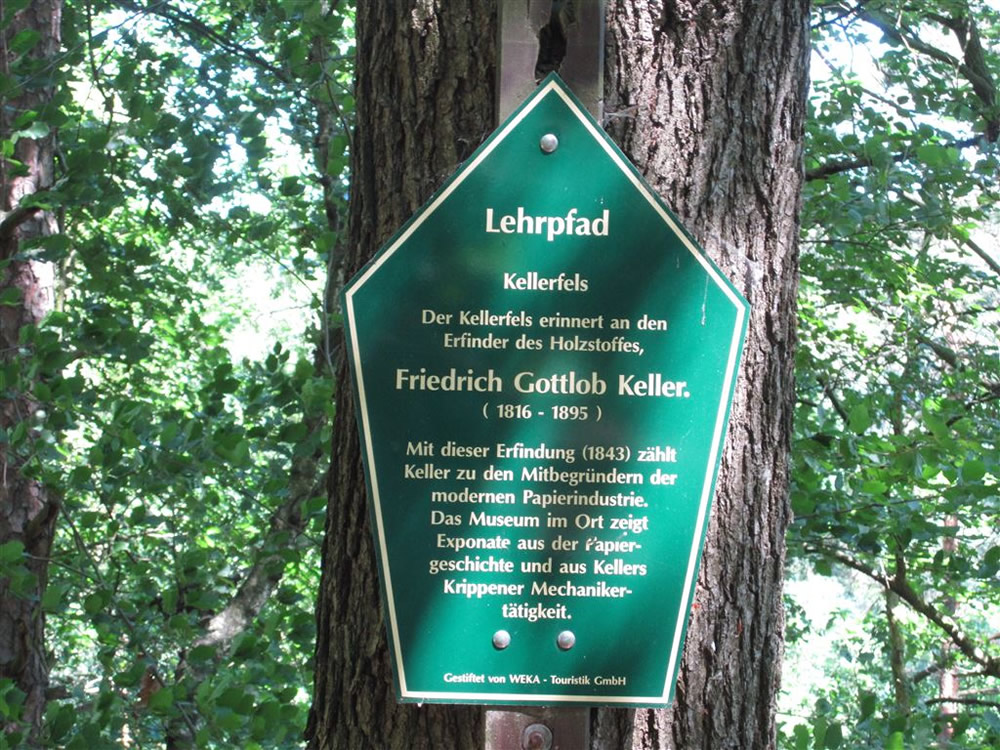 Lehrpfad
Kellerfels
Der Kellerfels erinnert an den
Erfinder des Holzstoffes,
Friedrich Gottlob Keller.
( 1816 - 1895 )
Mit dieser Erfindung (1843) zählt
Keller zu den Mitbegründern der
modernen Papierindustrie.
Das Museum im Ort zeigt
Exponate aus der Papier-
geschichte und aus Kellers
Krippener Mechaniker-
tätigkeit.
Gestiftet von WEKA - Touristik GmbH